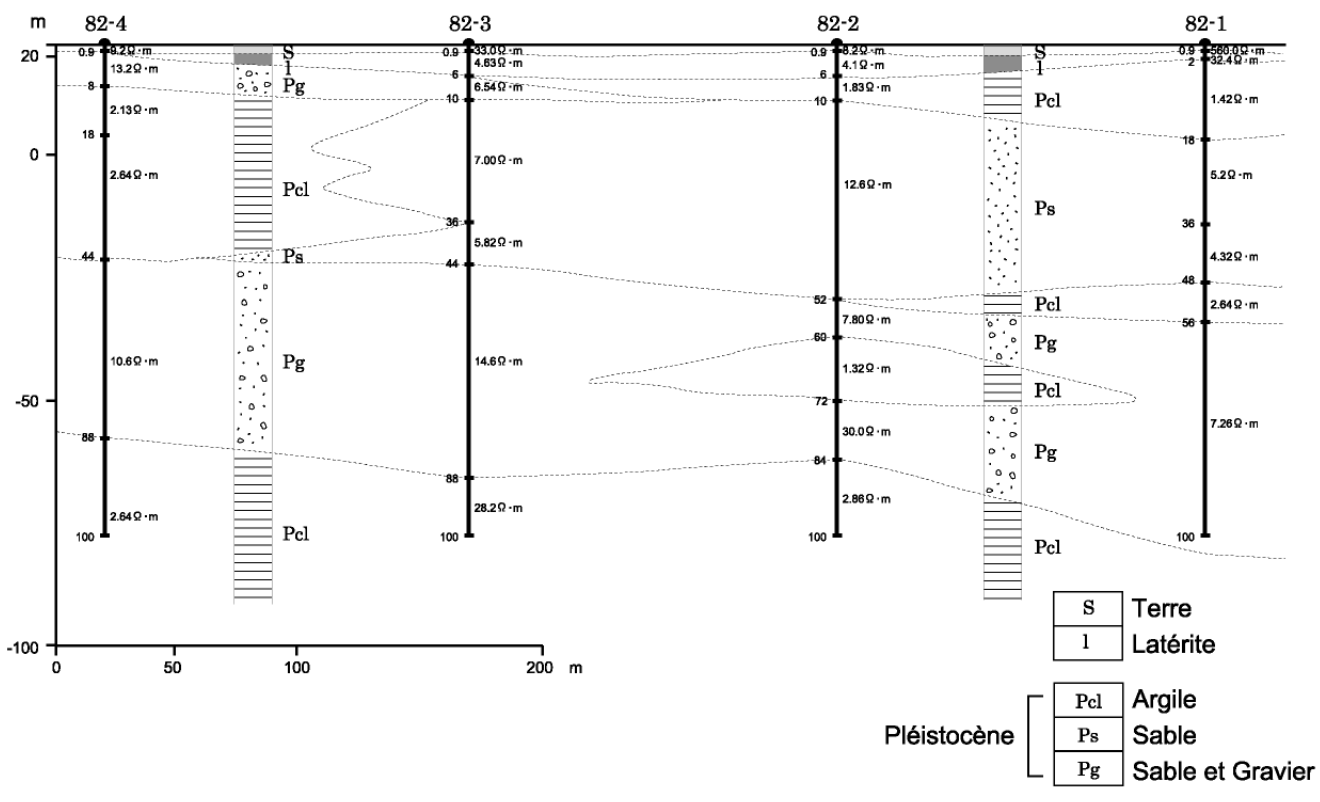 m
82-4 82-3 82-2 82-1
20
0
-50
-100
0 50 100 200 m
0.9 9.2Ω·m
13.2Ω·m
8
2.13Ω·m
18
2.64Ω·m
44
10.6Ω·m
88
2.64Ω·m
100
S
l
Pg
Pcl
Ps
Pg
Pcl
0.9 33.0Ω·m
4.83Ω·m
6
6.54Ω·m
10
7.00Ω·m
36
5.82Ω·m
44
14.6Ω·m
88
28.2Ω·m
100
0.9 8.2Ω·m
4.1Ω·m
6
1.83Ω·m
10
12.6Ω·m
52
7.80Ω·m
60
1.32Ω·m
72
30.0Ω·m
84
2.86Ω·m
100
S
l
Pcl
Ps
Pcl
Pg
Pcl
Pg
Pcl
0.9 560.0Ω·m
2 32.4Ω·m
1.42Ω·m
18
5.2Ω·m
36
4.32Ω·m
48
2.64Ω·m
56
7.26Ω·m
100
S Terre
l Latérite
Pléistocène
Pcl Argile
Ps Sable
Pg Sable et Gravier